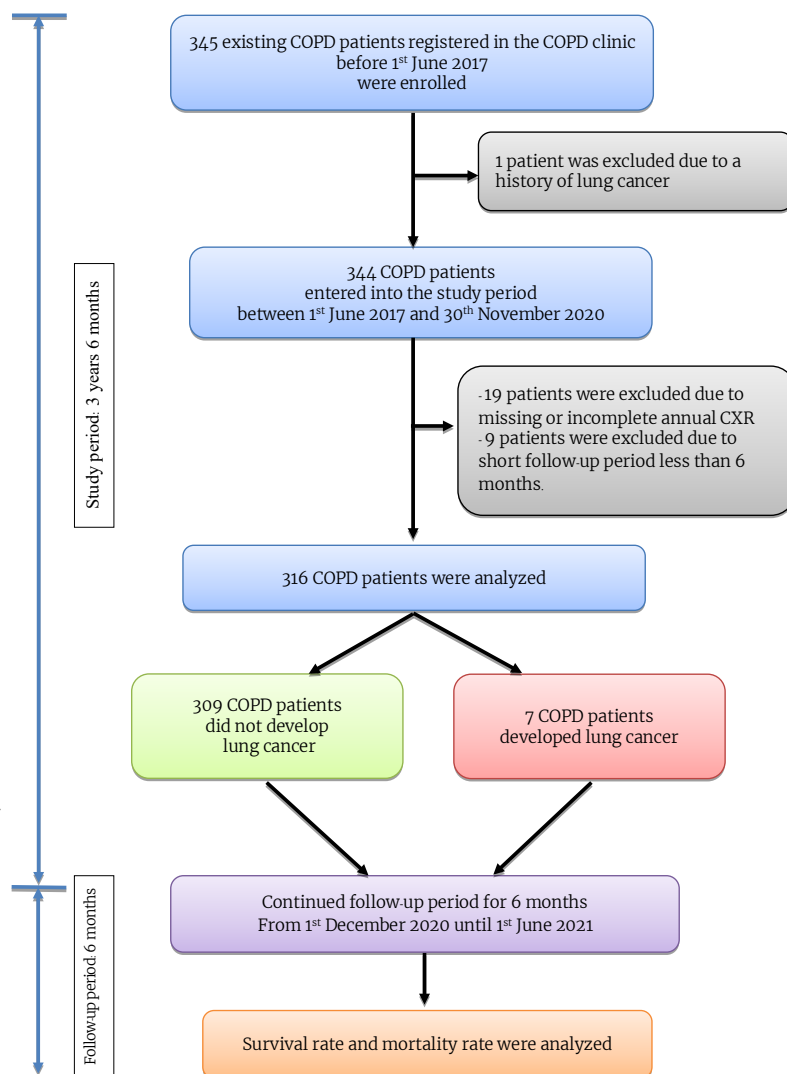 345 existing COPD patients registered in the COPD clinic
before 1st June 2017
were enrolled
1 patient was excluded due to a
history of lung cancer
344 COPD patients
entered into the study period
between 1st June 2017 and 30th November 2020
-19 patients were excluded due to
missing or incomplete annual CXR
-9 patients were excluded due to
short follow-up period less than 6
months.
Study period: 3 years 6 months
316 COPD patients were analyzed
309 COPD patients
did not develop
lung cancer
7 COPD patients
developed lung cancer
Continued follow-up period for 6 months
From 1st December 2020 until 1st June 2021
Follow-up period: 6 months
Survival rate and mortality rate were analyzed